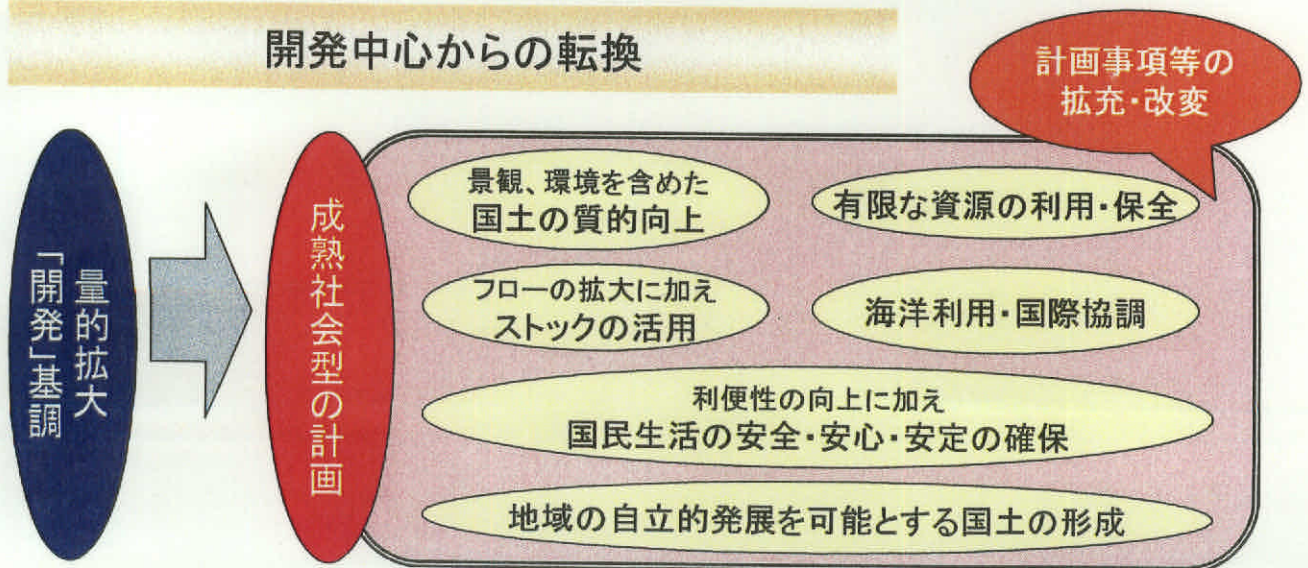 開発中心からの転換
計画事項等の
拡充・改変
量的拡大
「開発」基調
成熟社会型の計画
景観、環境を含めた
国土の質的向上
有限な資源の利用・保全
フローの拡大に加え
ストックの活用
海洋利用・国際協調
利便性の向上に加え
国民生活の安全・安心・安定の確保
地域の自立的発展を可能とする国土の形成